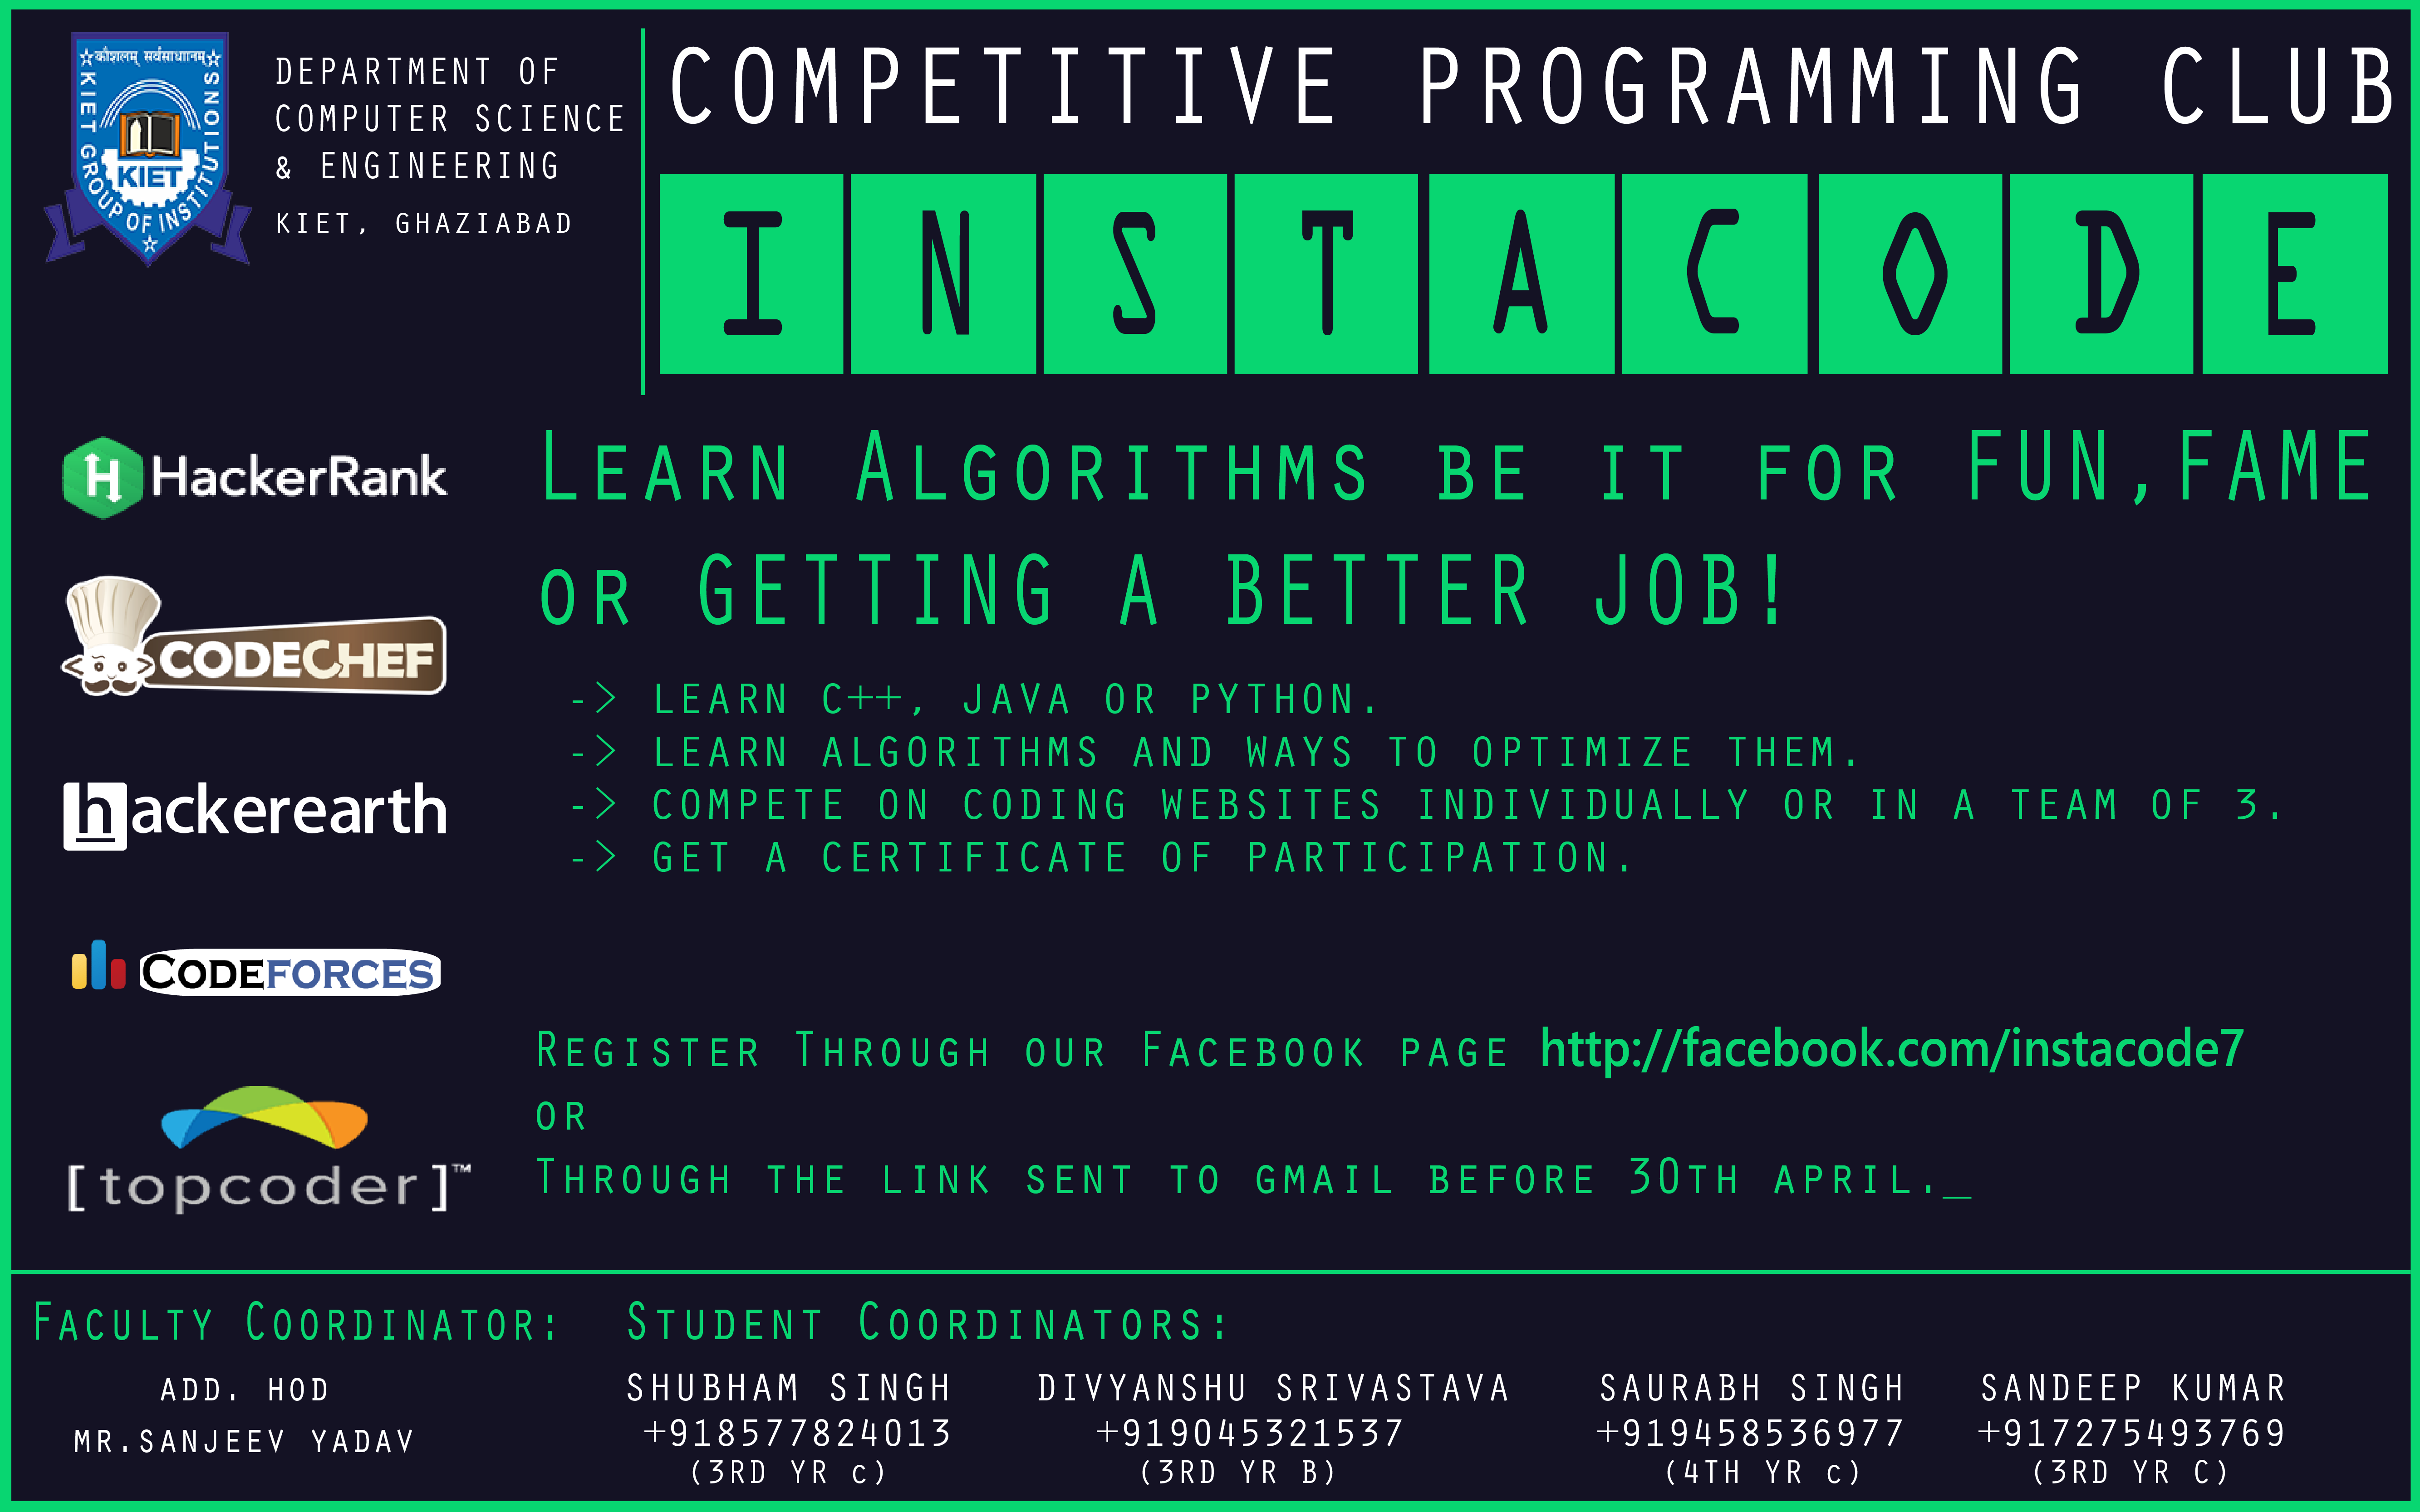 कौशलम् सर्वसाधानम्
KIET GROUP OF INSTITUTIONS
KIET
DEPARTMENT OF
COMPUTER SCIENCE
& ENGINEERING
KIET, GHAZIABAD
COMPETITIVE PROGRAMMING CLUB
INSTACODE
HackerRank
CODECHEF
hackerearth
CODEFORCES
[topcoder]™
LEARN ALGORITHMS BE IT FOR FUN,FAME
OR GETTING A BETTER JOB!
-> LEARN C++, JAVA OR PYTHON.
-> LEARN ALGORITHMS AND WAYS TO OPTIMIZE THEM.
-> COMPETE ON CODING WEBSITES INDIVIDUALLY OR IN A TEAM OF 3.
-> GET A CERTIFICATE OF PARTICIPATION.
REGISTER THROUGH OUR FACEBOOK PAGE http://facebook.com/instacode7
OR
THROUGH THE LINK SENT TO GMAIL BEFORE 30TH APRIL._
FACULTY COORDINATOR:
ADD. HOD
MR.SANJEEV YADAV
STUDENT COORDINATORS:
SHUBHAM SINGH
+918577824013
(3RD YR c)
DIVYANSHU SRIVASTAVA
+919045321537
(3RD YR B)
SAURABH SINGH
+919458536977
(4TH YR c)
SANDEEP KUMAR
+917275493769
(3RD YR C)